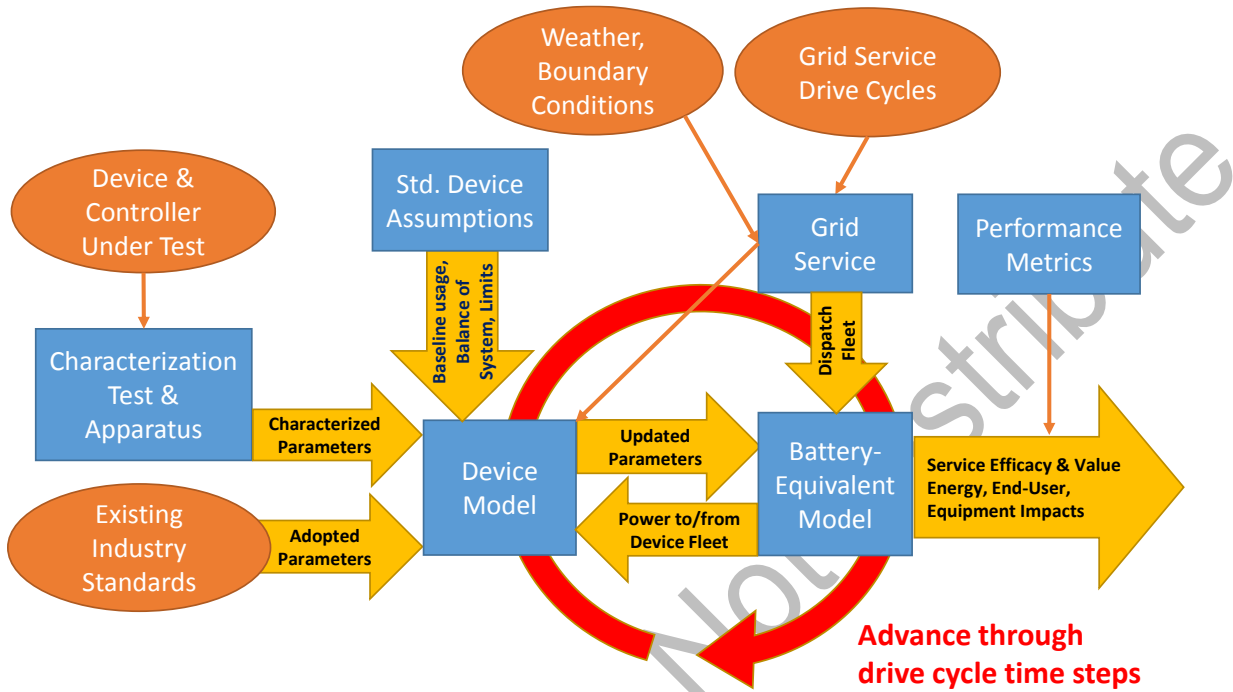 Weather,
Boundary
Conditions
Grid Service
Drive Cycles
Device &
Controller
Under Test
Std. Device
Assumptions
Grid
Service
Performance
Metrics
Baseline usage,
Balance of
System, Limits
Dispatch
Fleet
Characterization
Test &
Apparatus
Characterized
Parameters
Device
Model
Updated
Parameters
Battery-
Equivalent
Model
Service Efficacy & Value
Energy, End-User,
Equipment Impacts
Power to/from
Device Fleet
Existing
Industry
Standards
Adopted
Parameters
Advance through
drive cycle time steps
Not